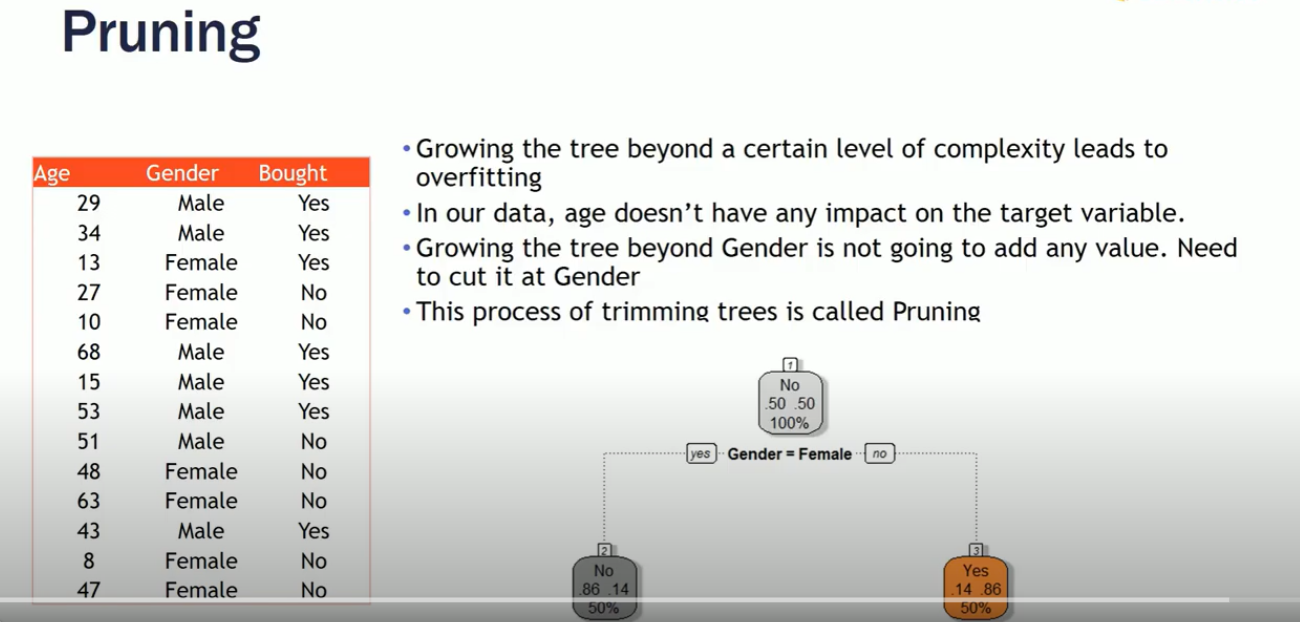 Pruning
Age Gender Bought
29 Male Yes
34 Male Yes
13 Female Yes
27 Female No
10 Female No
68 Male Yes
15 Male Yes
53 Male Yes
51 Male No
48 Female No
63 Female No
43 Male Yes
8 Female No
47 Female No
• Growing the tree beyond a certain level of complexity leads to
overfitting
• In our data, age doesn't have any impact on the target variable.
• Growing the tree beyond Gender is not going to add any value. Need
to cut it at Gender
• This process of trimming trees is called Pruning
1
No
.50 .50
100%
yes Gender = Female no
2
No
.86 .14
50%
3
Yes
.14 .86
50%